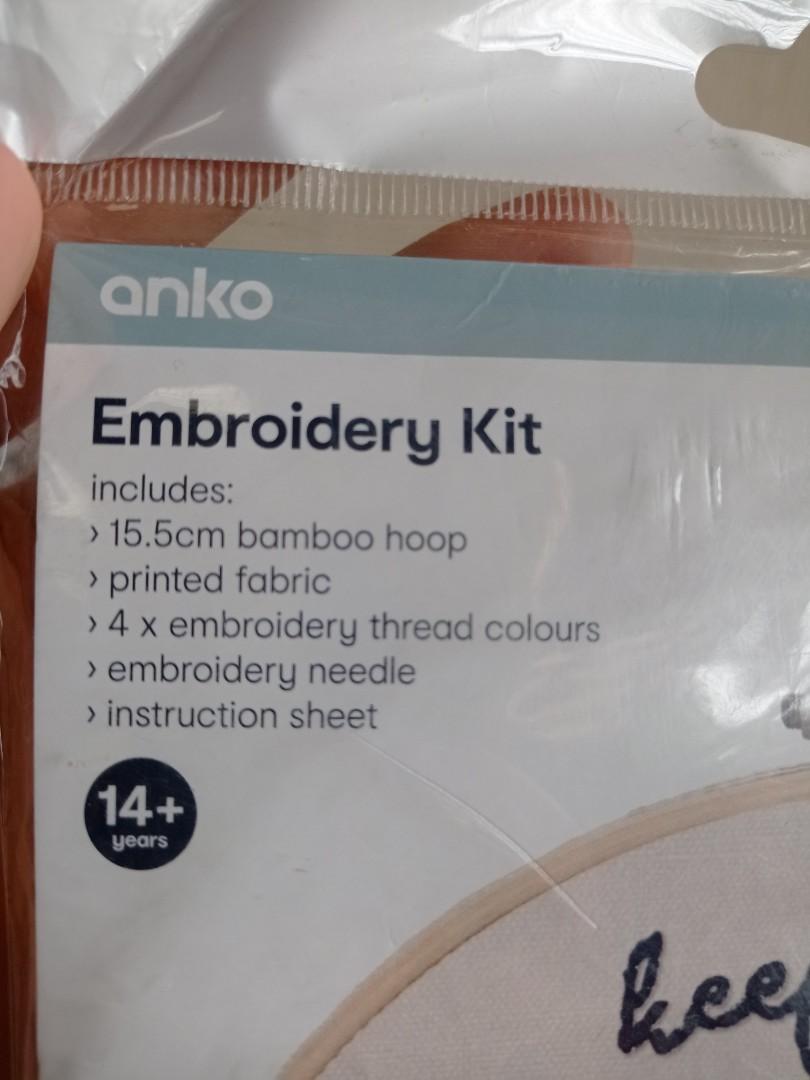 anko
Embroidery Kit
includes:
› 15.5cm bamboo hoop
› printed fabric
› 4 x embroidery thread colours
› embroidery needle
› instruction sheet
14+
years